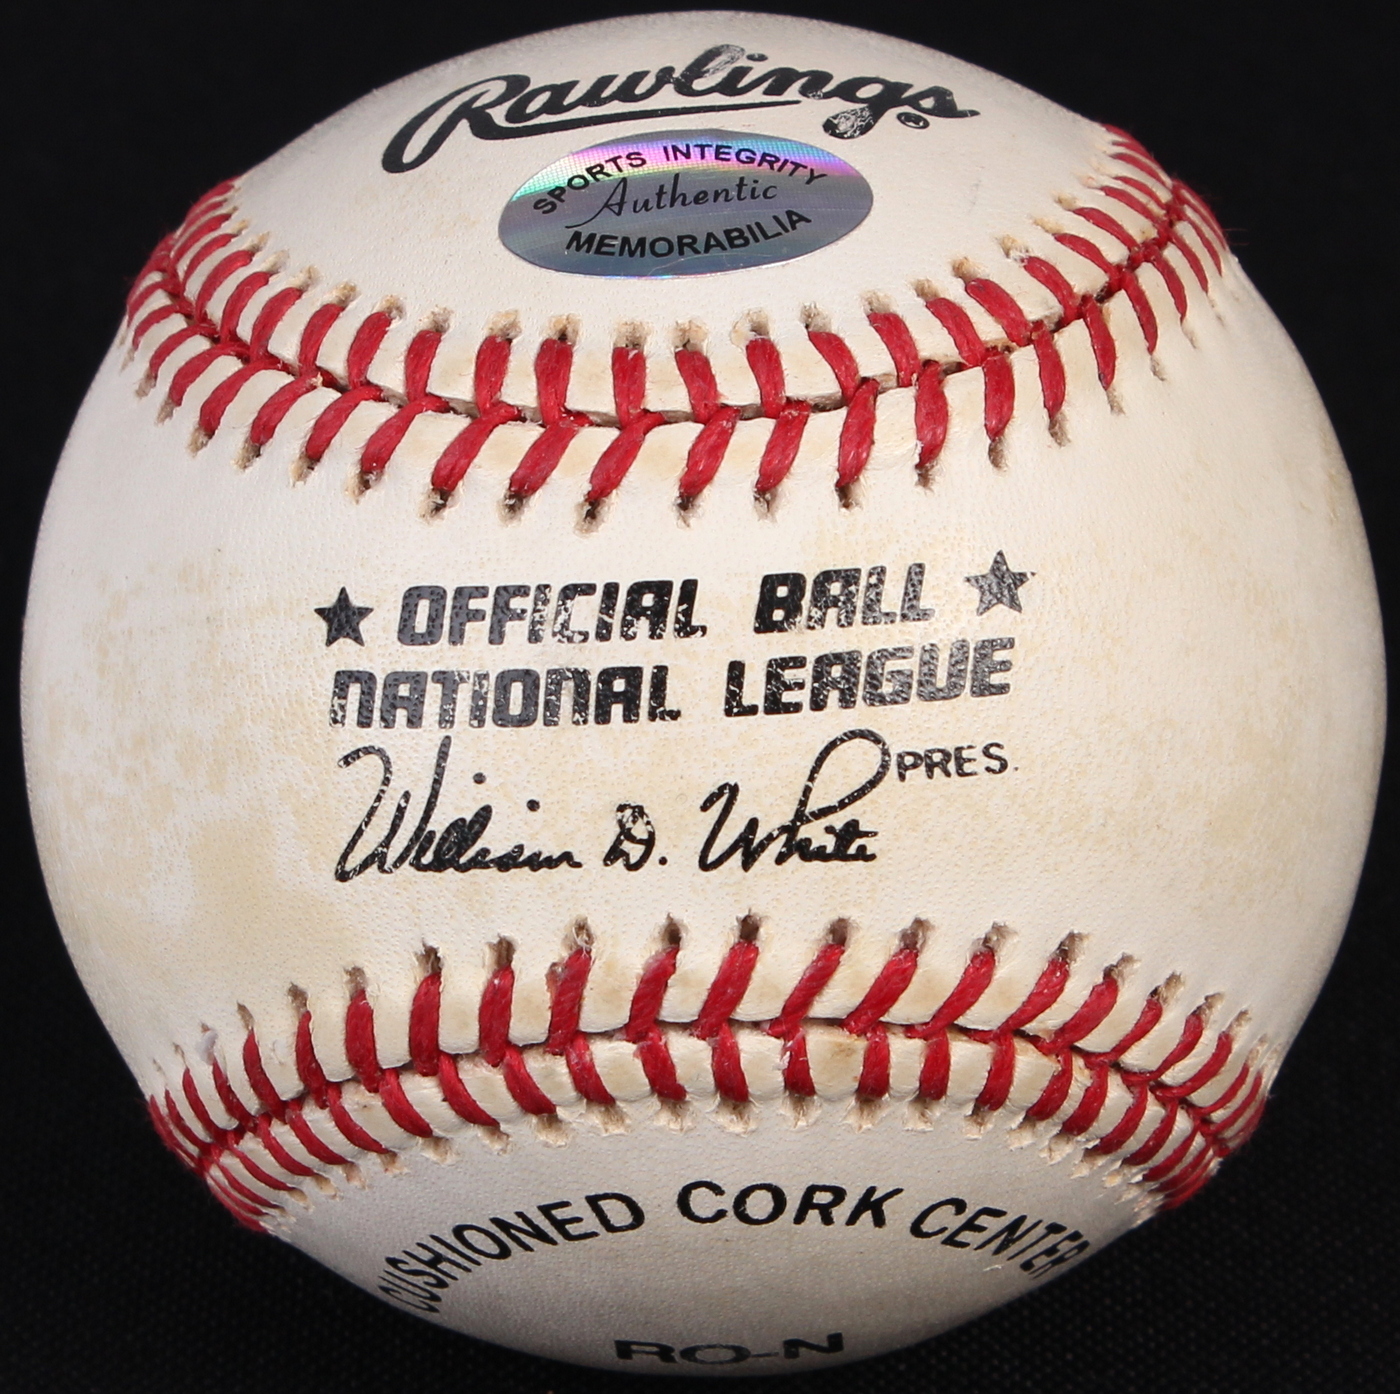 Rawlings®
SPORTS INTEGRITY
Authentic
MEMORABILIA
★ OFFICIAL BALL ★
NATIONAL LEAGUE
William D. White PRES.
CUSHIONED CORK CENTER
RO-N